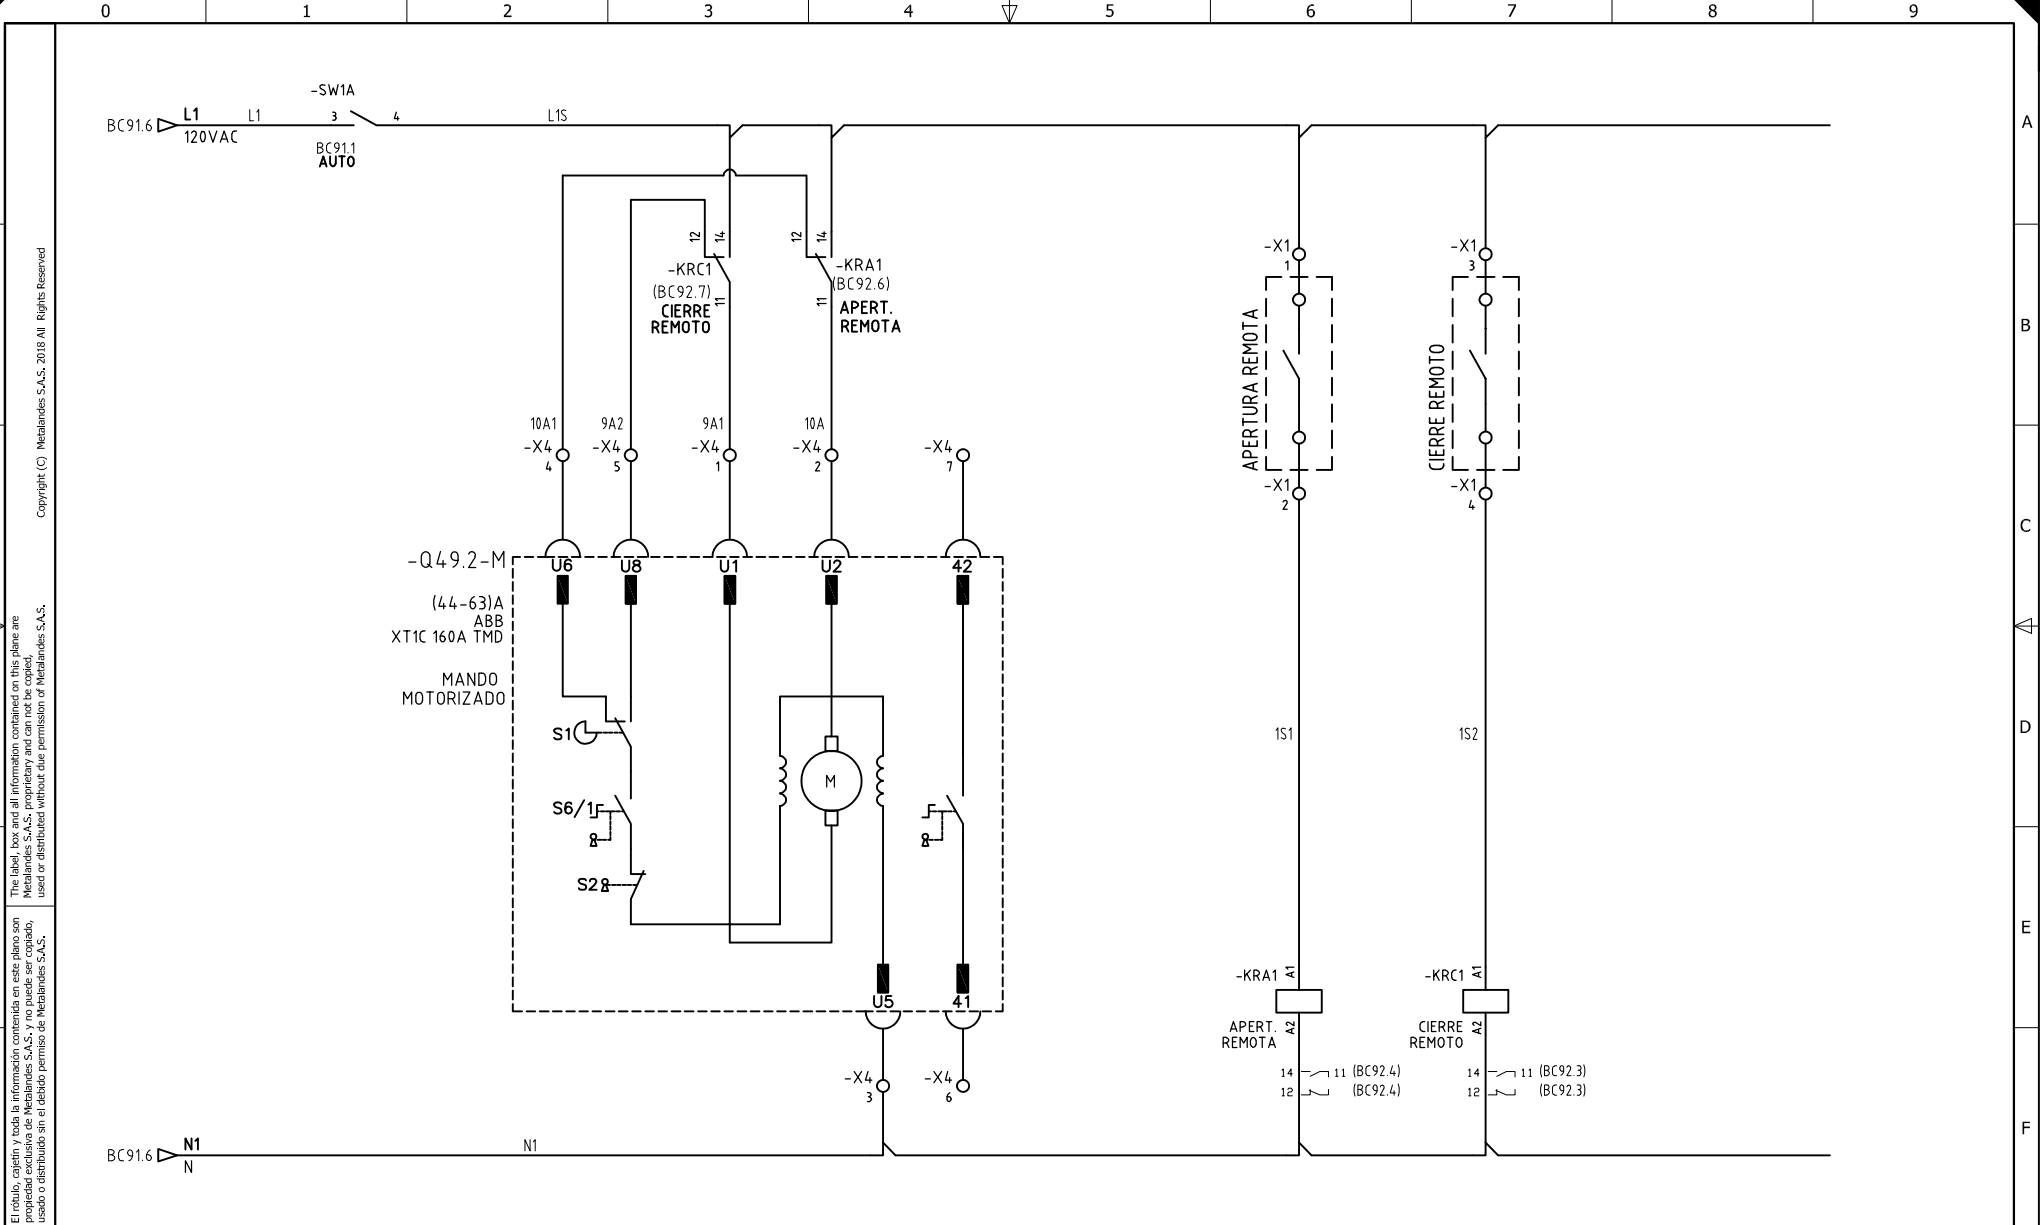 0 1 2 3 4 5 6 7 8 9
A
B
C
D
E
F
-SW1A
BC91.6 L1 L1 3 4 L1S
120VAC
BC91.1
AUTO
12 14 12 14
-KRC1
(BC92.7)
CIERRE
REMOTO
11
-KRA1
(BC92.6)
11
APERT.
REMOTA
10A1 9A2 9A1 10A
-X4 -X4 -X4 -X4 -X4
4 5 1 2 7
-Q49.2-M
U6 U8 U1 U2 42
(44-63)A
ABB
XT1C 160A TMD
MANDO
MOTORIZADO
S1
S6/1
S2
M
U5 41
-X4 -X4
3 6
-X1 -X1
1 3
APERTURA REMOTA
CIERRE REMOTO
-X1 -X1
2 4
1S1 1S2
-KRA1 A1
A2
APERT.
REMOTA
-KRC1 A1
A2
CIERRE
REMOTO
14 11 (BC92.4)
12 (BC92.4)
14 11 (BC92.3)
12 (BC92.3)
BC91.6 N1 N1
N
Copyright (C) Metalandes S.A.S. 2018 All Rights Reserved
The label, box and all information contained on this plane are
Metalandes S.A.S. proprietary and can not be copied,
used or distributed without due permission of Metalandes S.A.S.
El rótulo, cajetín y toda la información contenida en este plano son
propiedad exclusiva de Metalandes S.A.S. y no puede ser copiado,
usado o distribuido sin el debido permiso de Metalandes S.A.S.